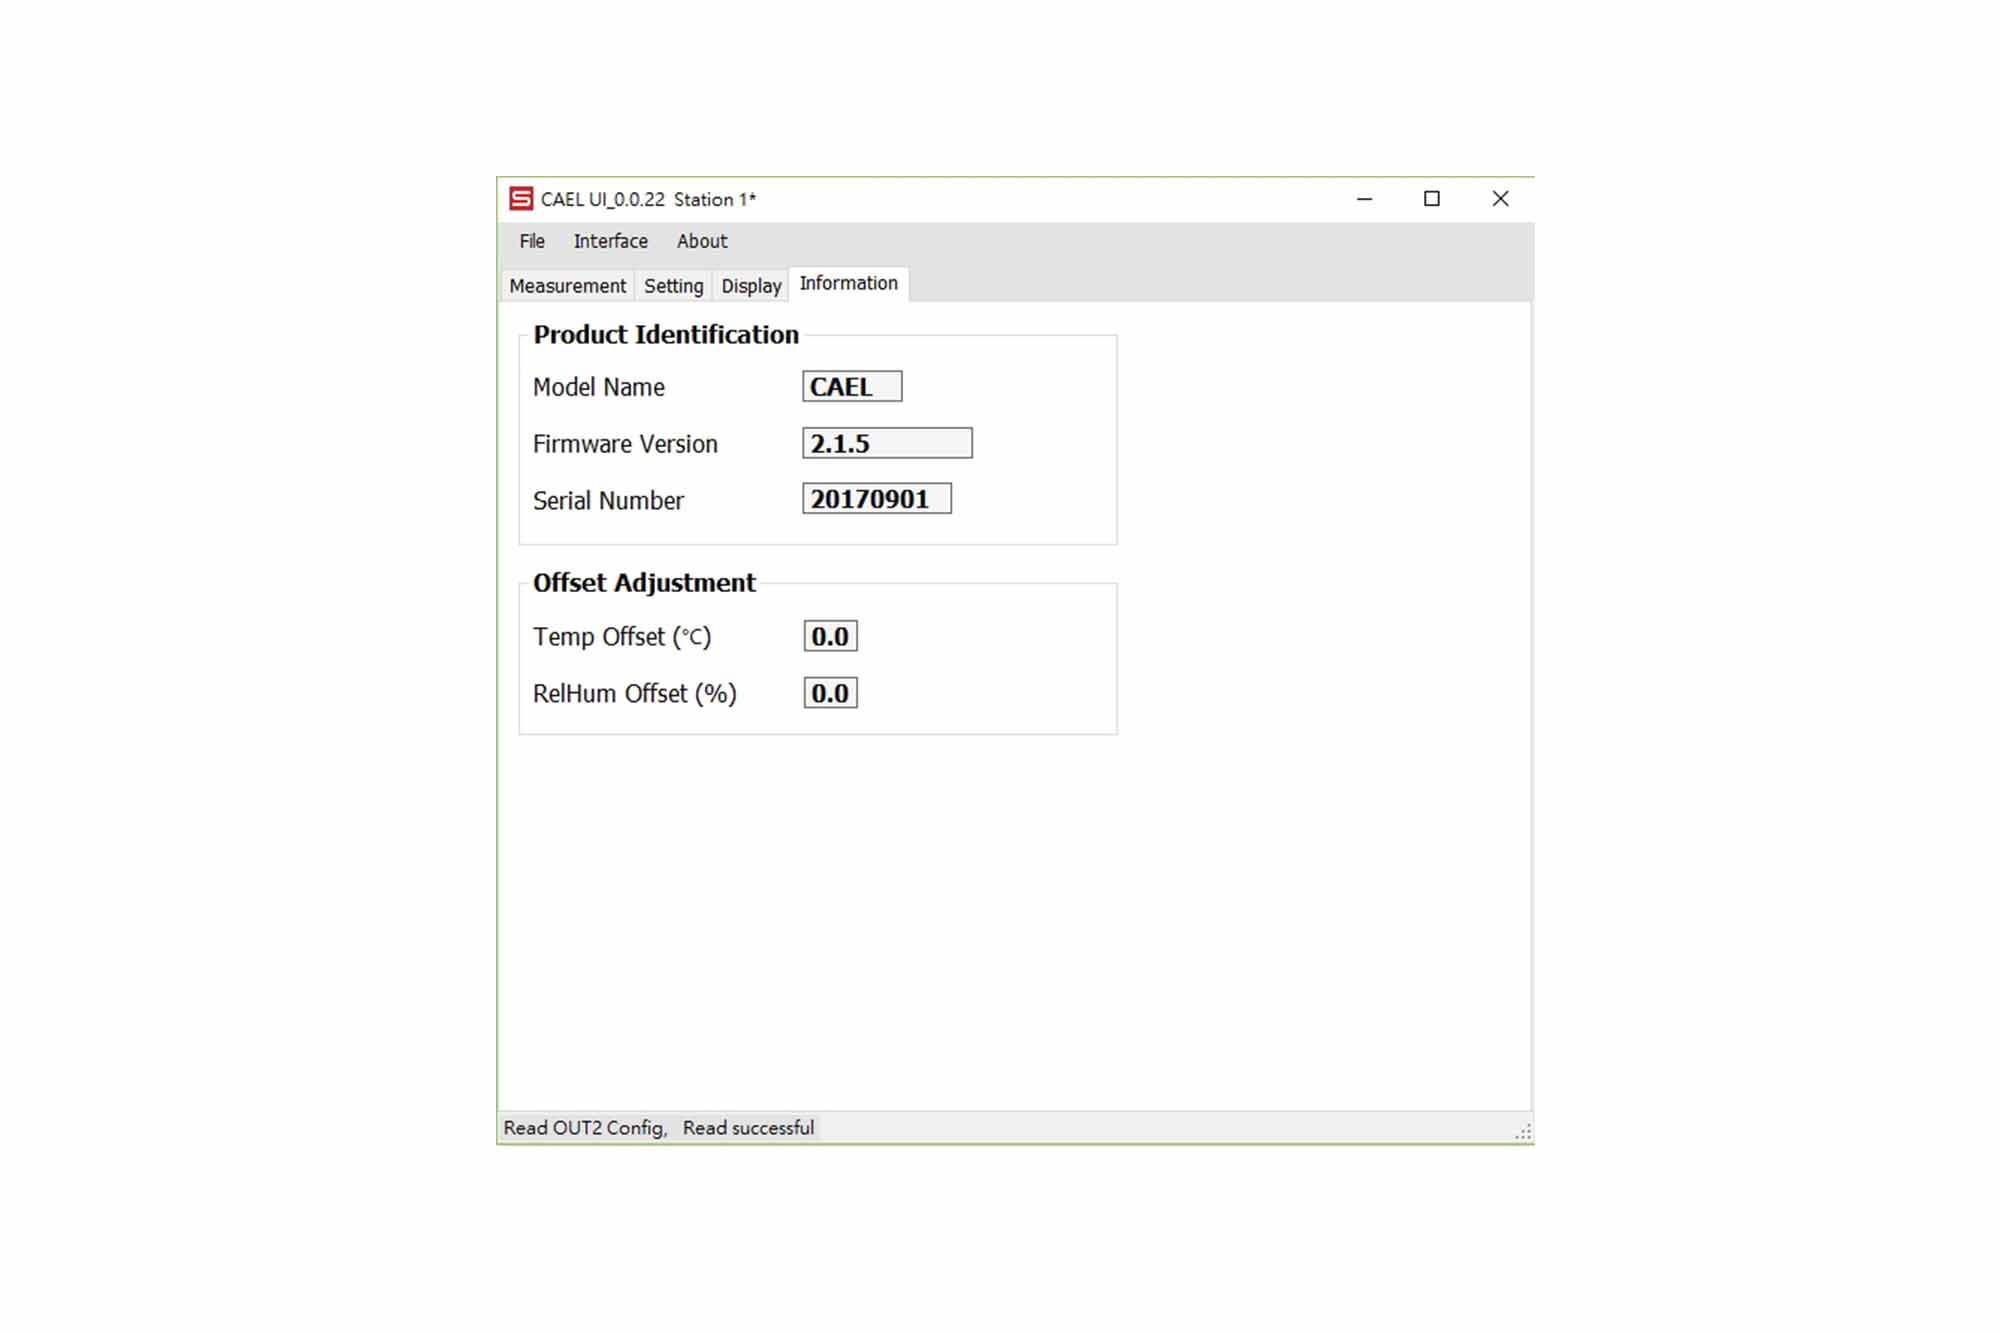 CAEL UI_0.0.22 Station 1*
File Interface About
Measurement Setting Display Information
Product Identification
Model Name CAEL
Firmware Version 2.1.5
Serial Number 20170901
Offset Adjustment
Temp Offset (°C) 0.0
RelHum Offset (%) 0.0
Read OUT2 Config, Read successful